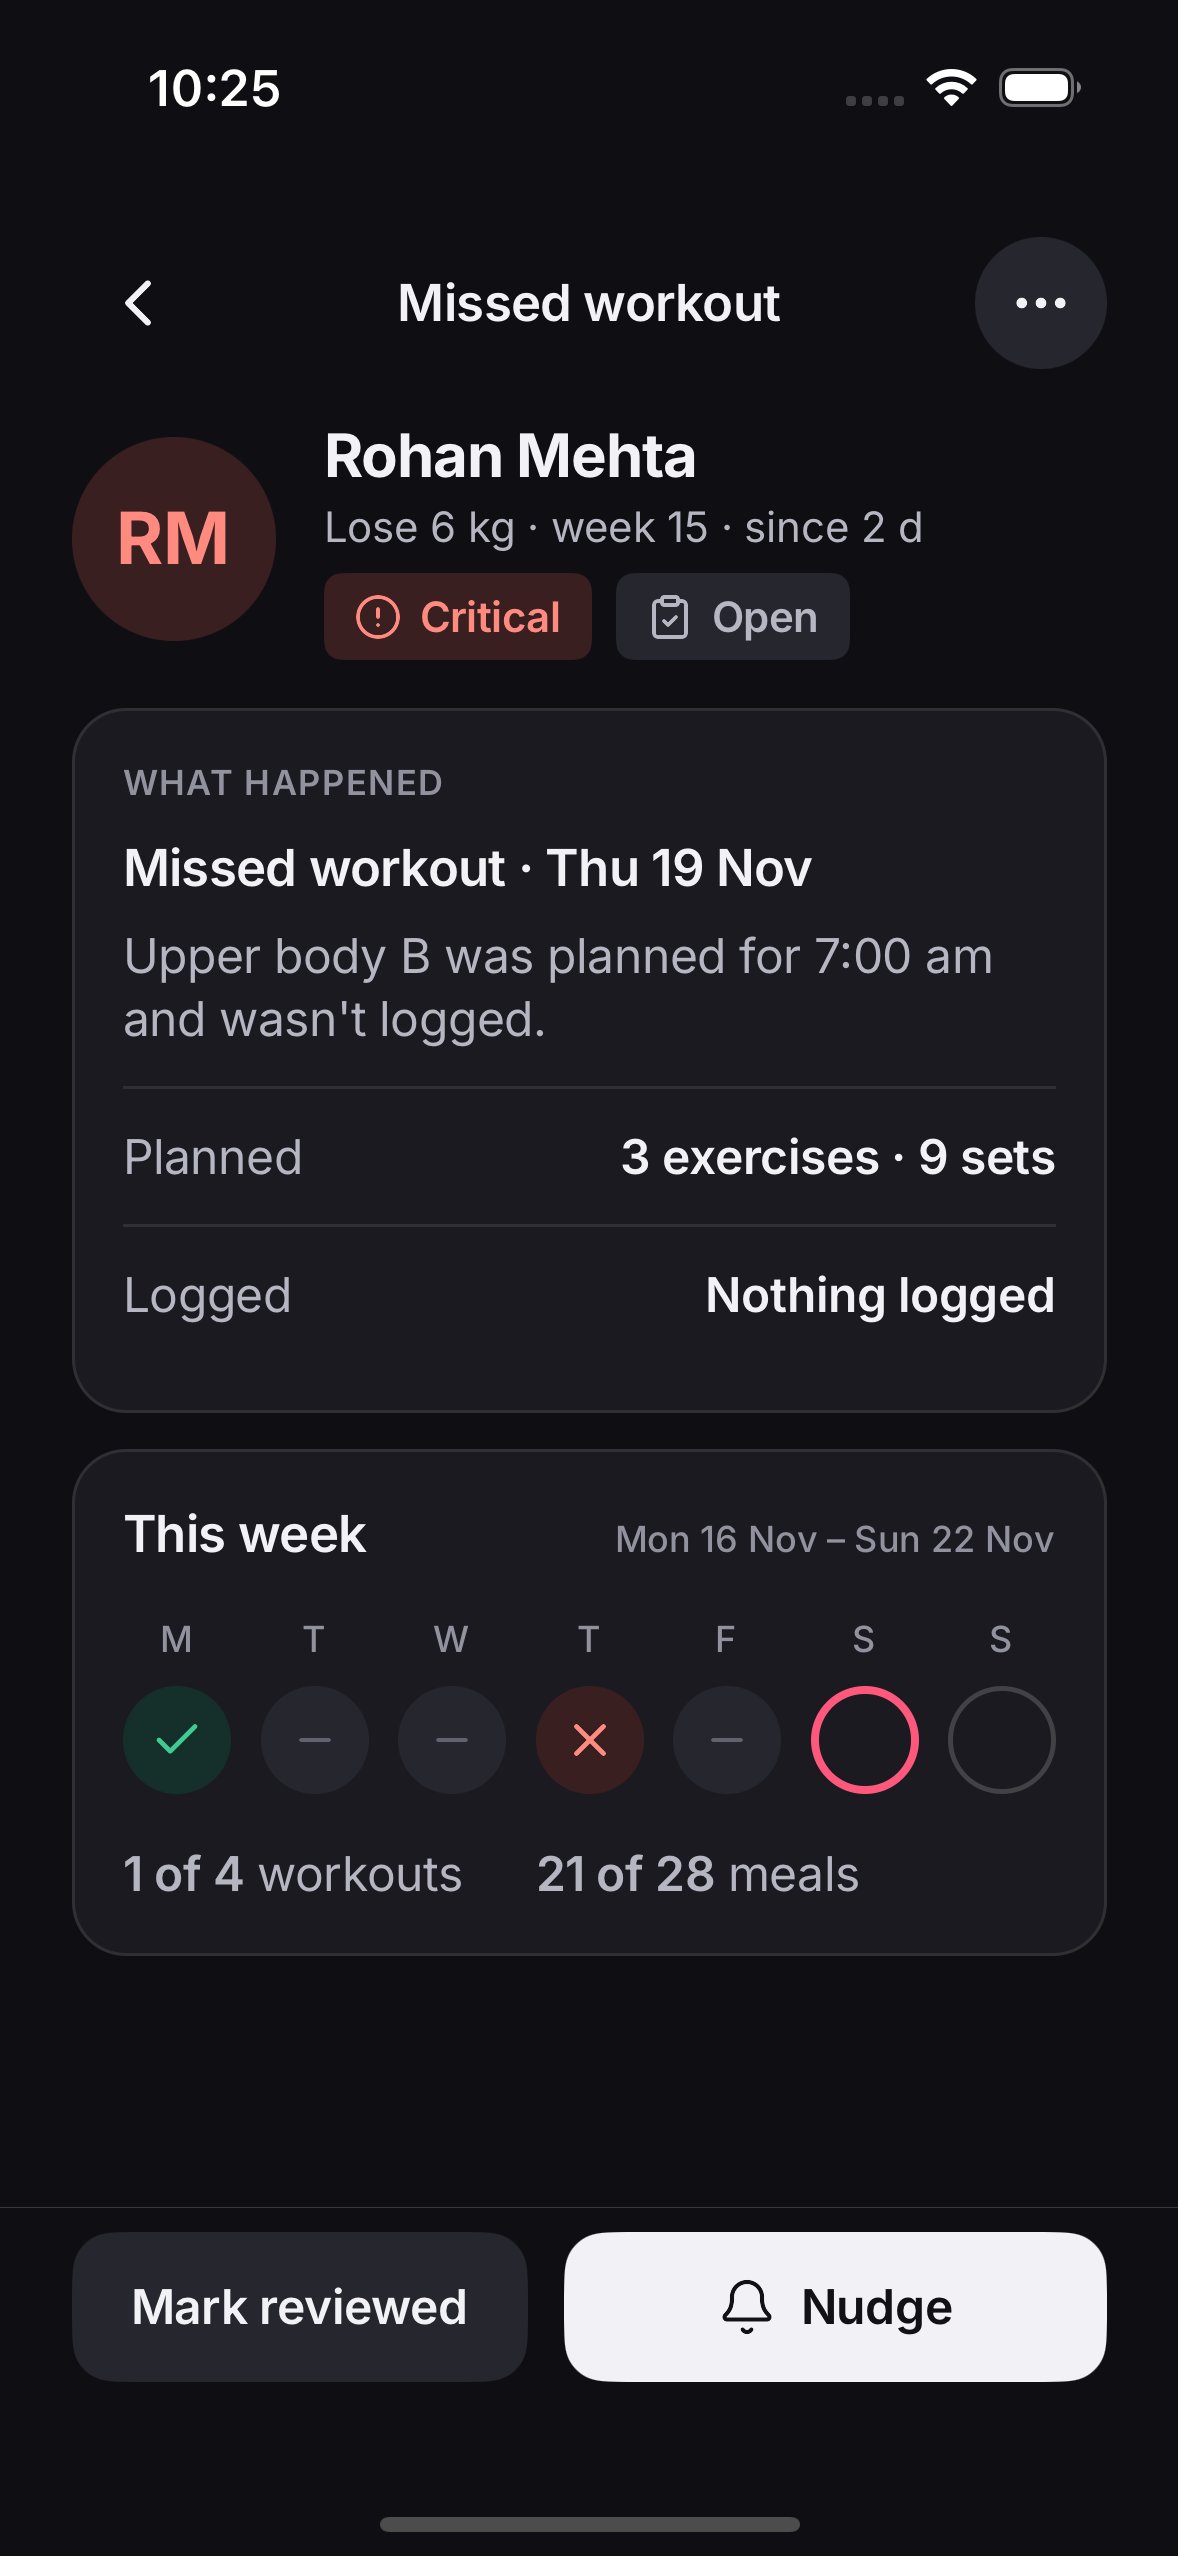 10:25
Missed workout
RM
Rohan Mehta
Lose 6 kg · week 15 · since 2 d
Critical
Open
WHAT HAPPENED
Missed workout · Thu 19 Nov
Upper body B was planned for 7:00 am
and wasn't logged.
Planned 3 exercises · 9 sets
Logged Nothing logged
This week Mon 16 Nov – Sun 22 Nov
M T W T F S S
1 of 4 workouts 21 of 28 meals
Mark reviewed
Nudge